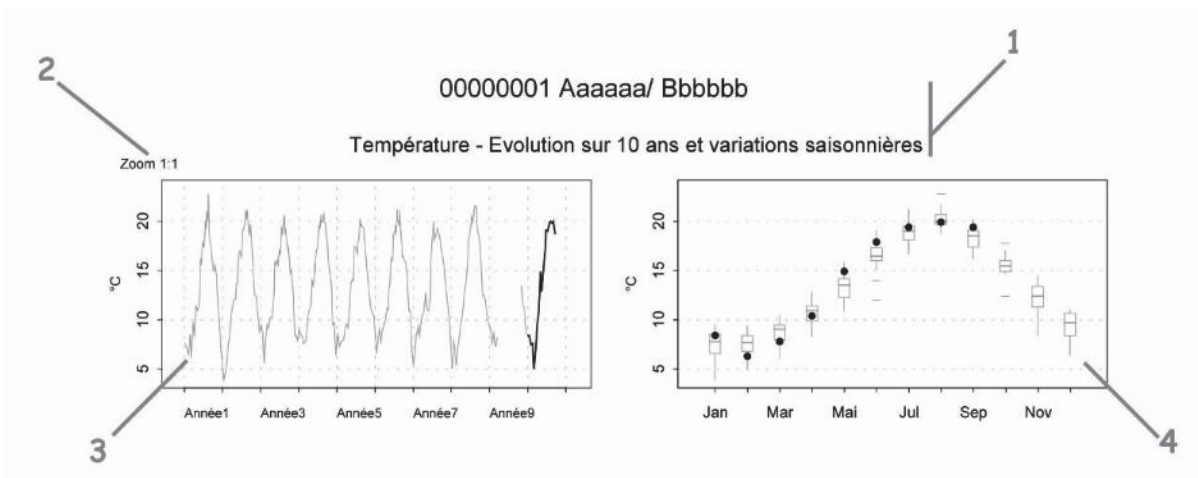 1
2
00000001 Aaaaaa/ Bbbbbb
Température - Evolution sur 10 ans et variations saisonnières
Zoom 1:1
20
15
10
5
°C
Année1 Année3 Année5 Année7 Année9
20
15
10
5
°C
Jan Mar Mai Jul Sep Nov
3
4